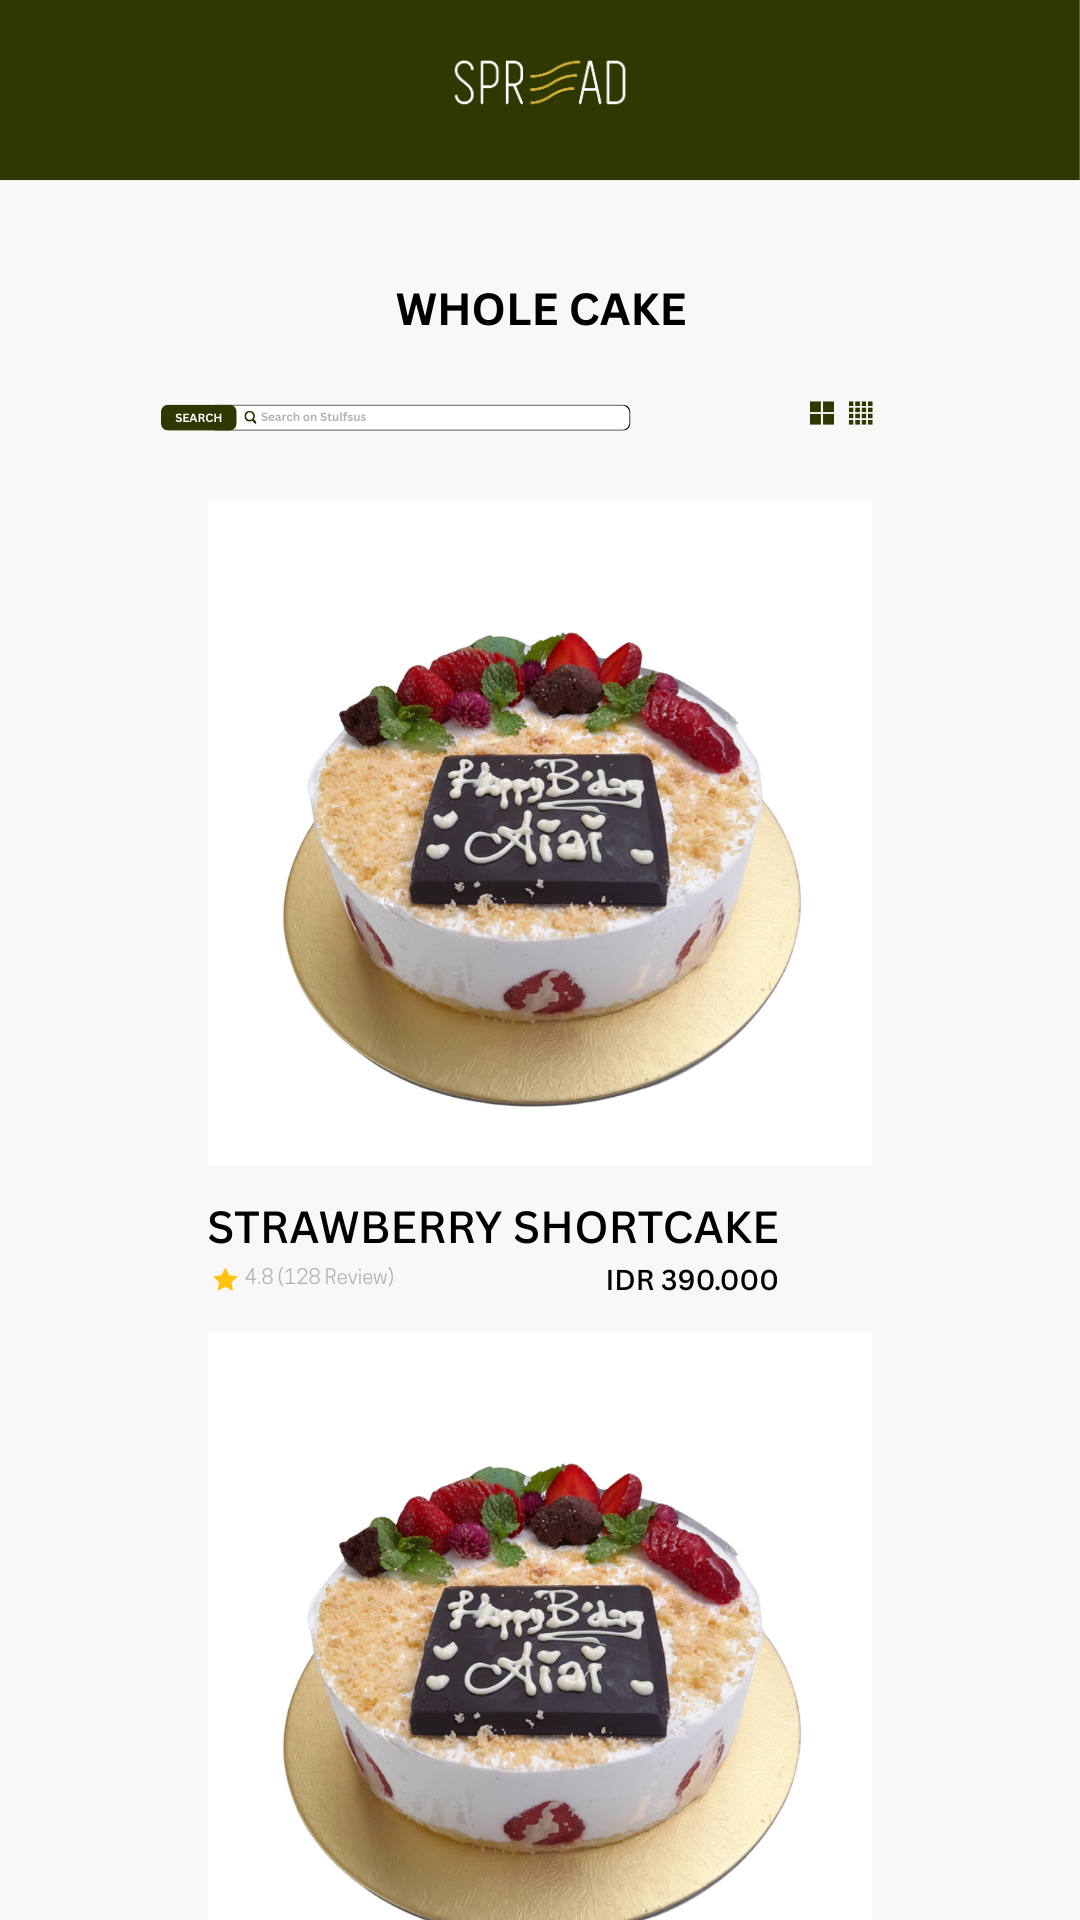 SPREAD
WHOLE CAKE
SEARCH
Search on Stulfsus
Happy B'day
Aiai
STRAWBERRY SHORTCAKE
4.8 (128 Review)
IDR 390.000
Happy B'day
Aiai